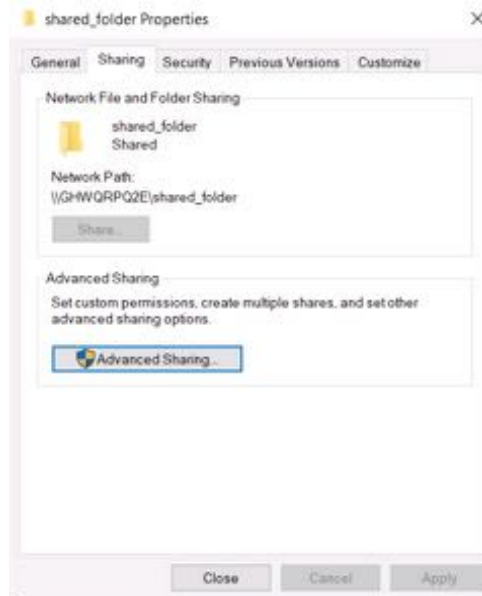 shared_folder Properties
General Sharing Security Previous Versions Customize
Network File and Folder Sharing
shared_folder
Shared
Network Path:
\\GHWQRPQ2E\shared_folder
Share...
Advanced Sharing
Set custom permissions, create multiple shares, and set other
advanced sharing options.
Advanced Sharing...
Close Cancel Apply